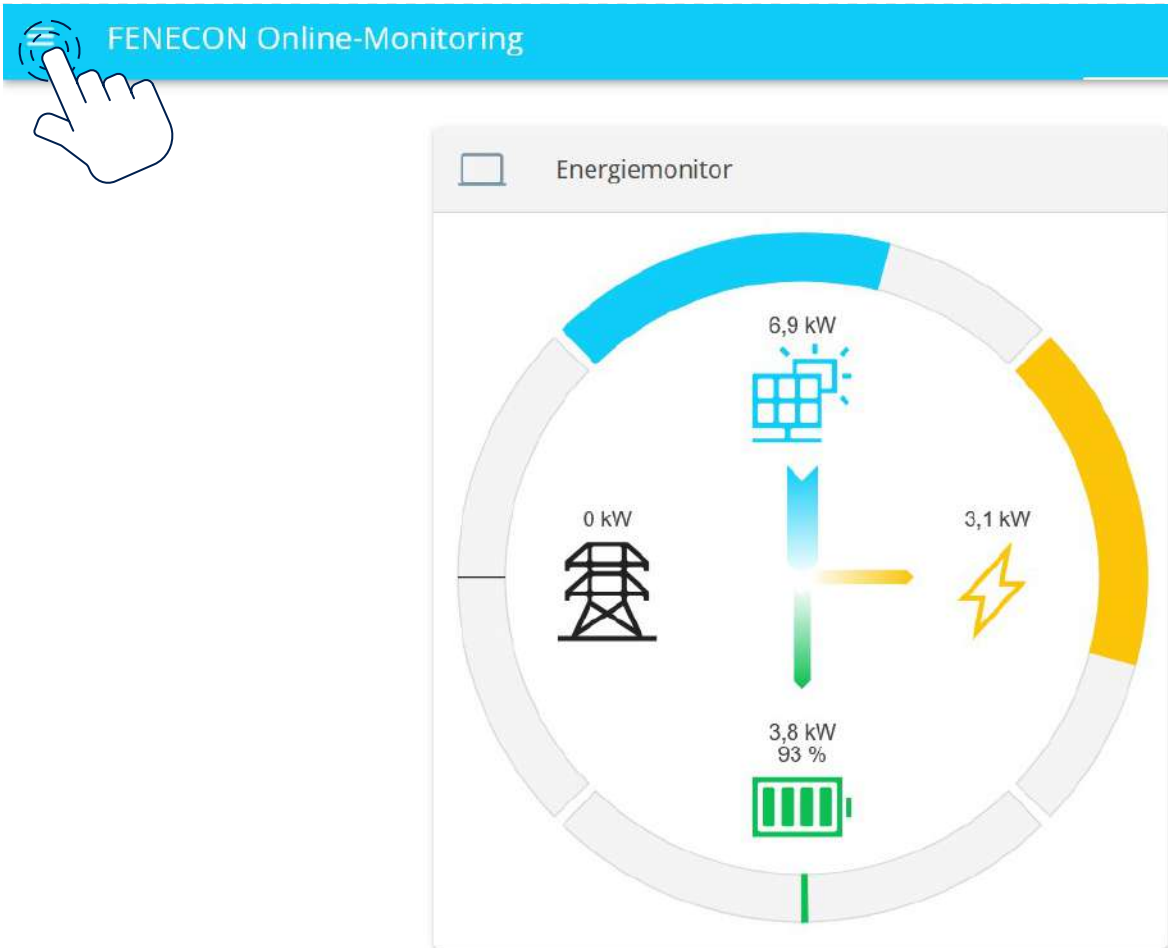 FENECON Online-Monitoring
Energiemonitor
6,9 kW
0 kW
3,1 kW
3,8 kW
93 %